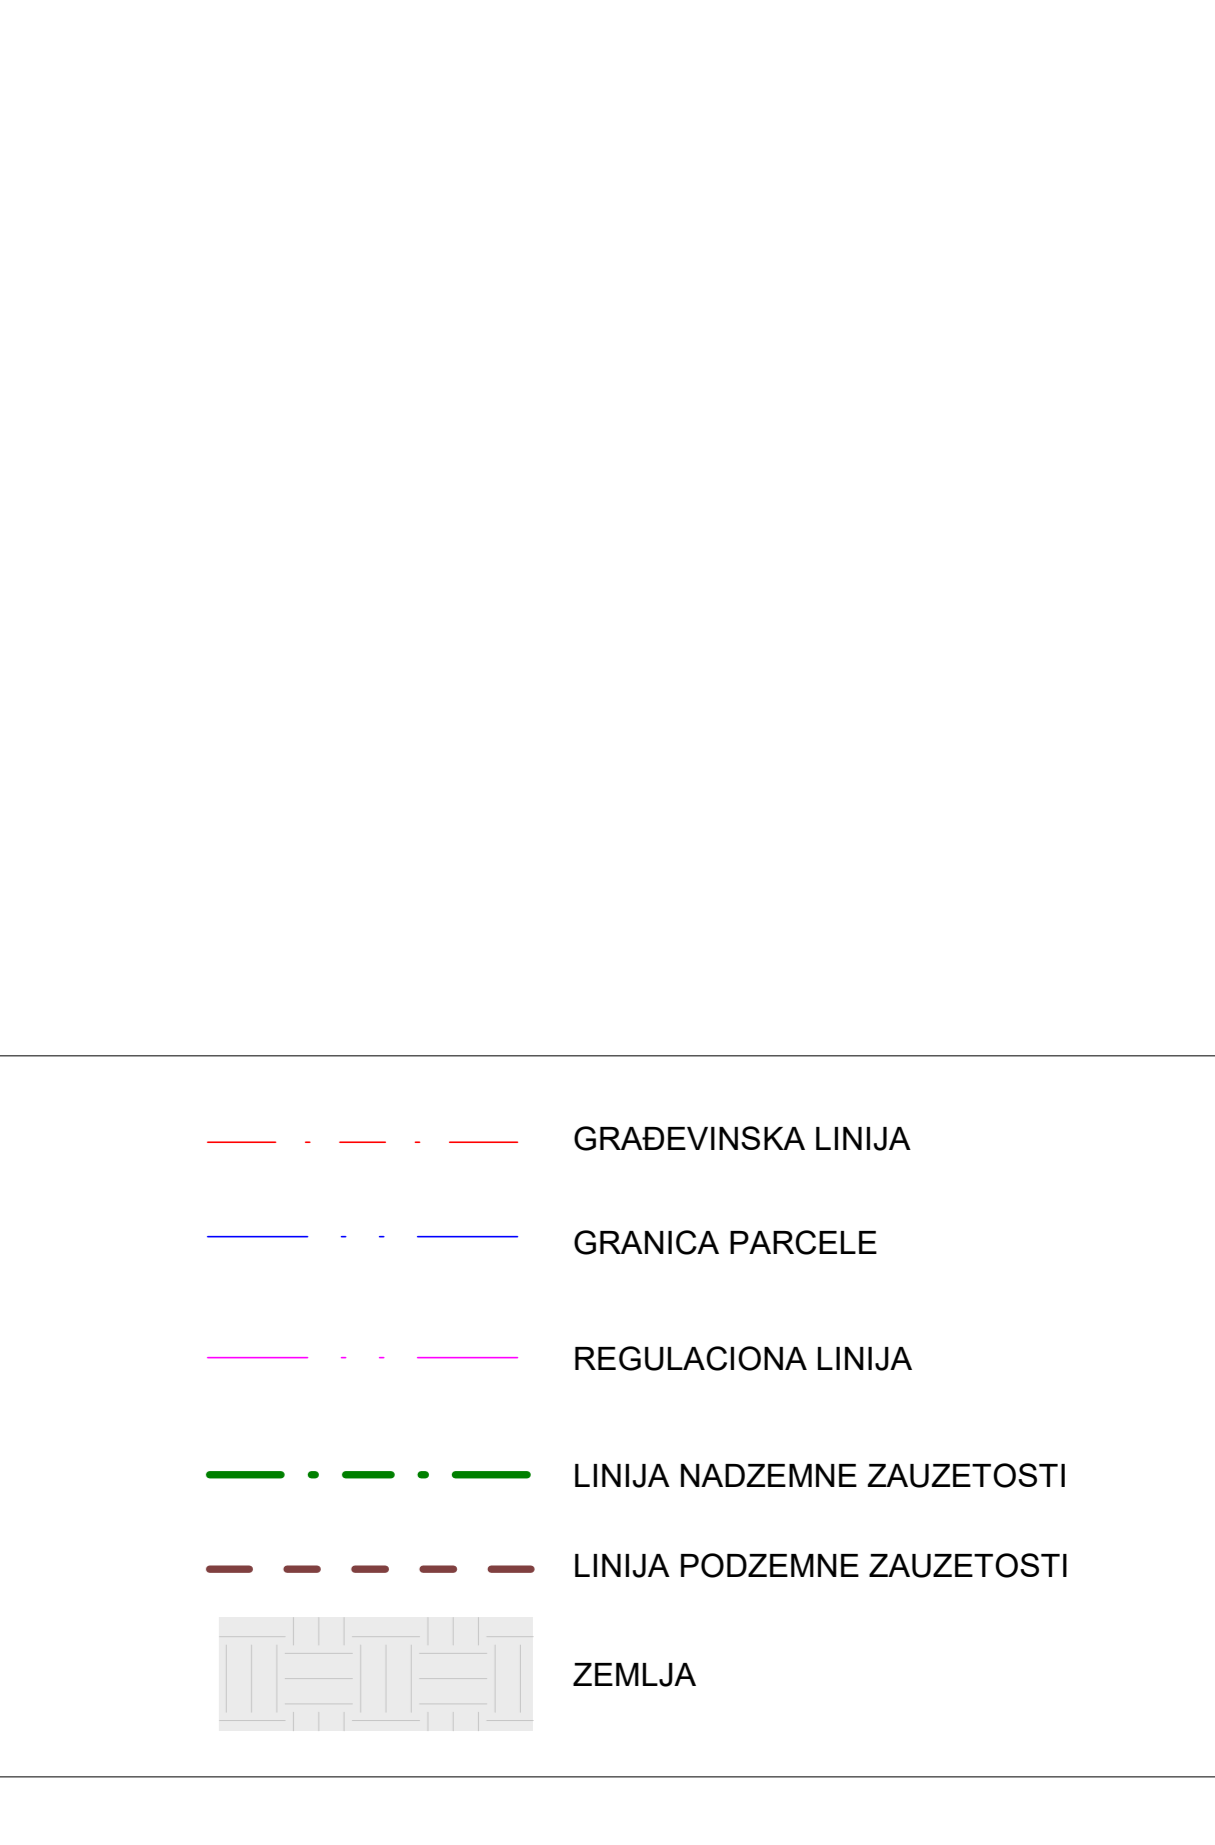 GRAĐEVINSKA LINIJA
GRANICA PARCELE
REGULACIONA LINIJA
LINIJA NADZEMNE ZAUZETOSTI
LINIJA PODZEMNE ZAUZETOSTI
ZEMLJA